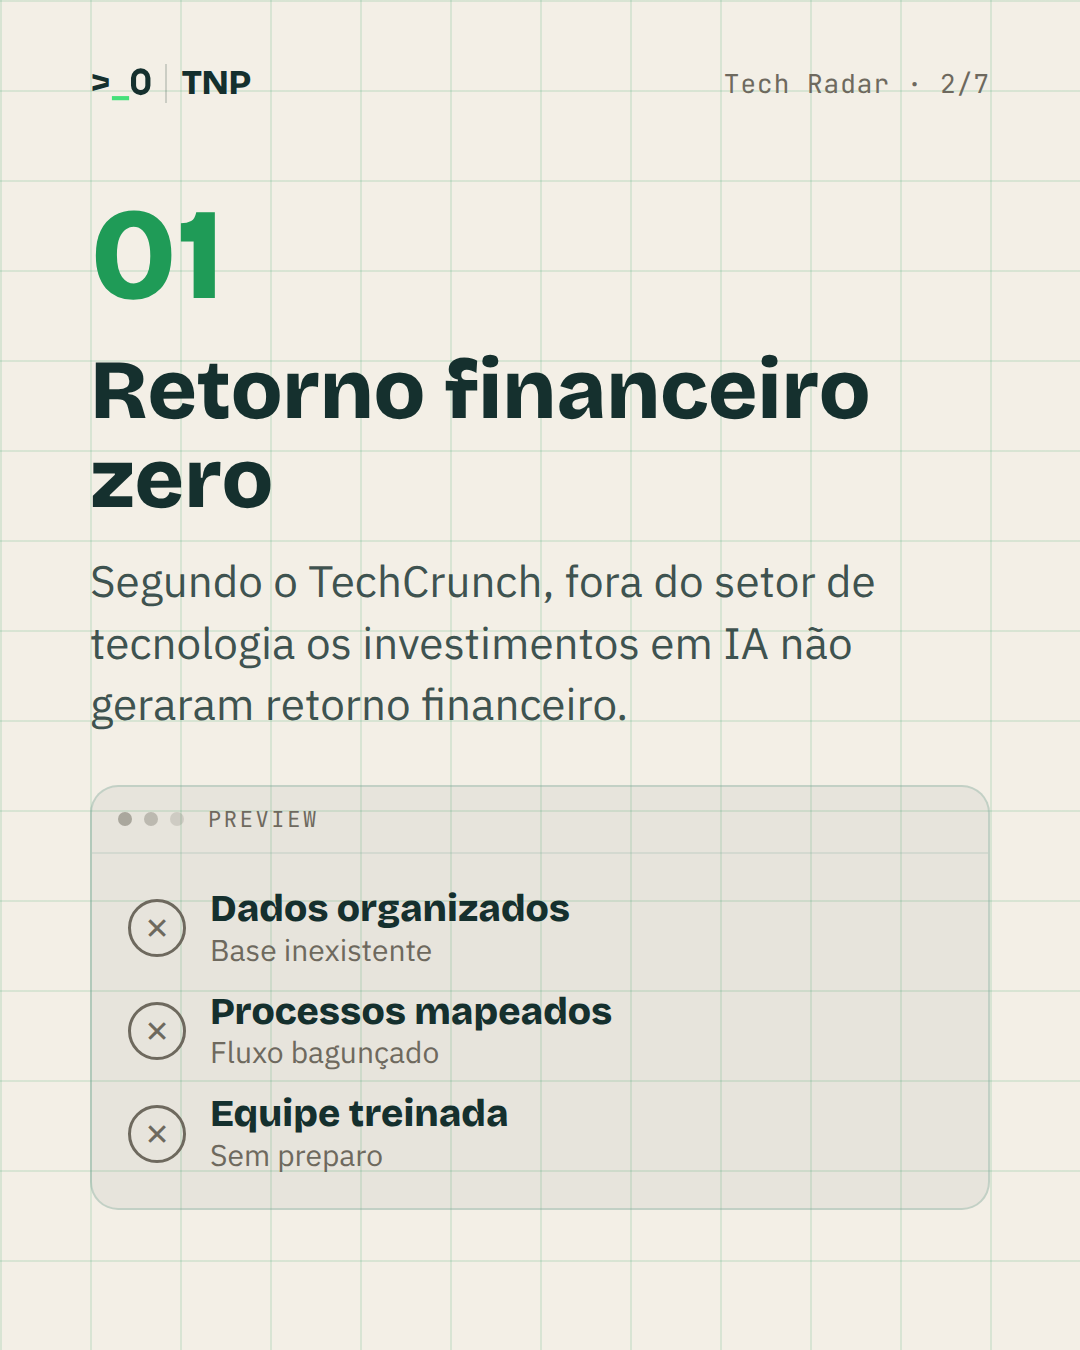 >_0 | TNP
Tech Radar · 2/7
01
Retorno financeiro
zero
Segundo o TechCrunch, fora do setor de
tecnologia os investimentos em IA não
geraram retorno financeiro.
PREVIEW
Dados organizados
Base inexistente
Processos mapeados
Fluxo bagunçado
Equipe treinada
Sem preparo